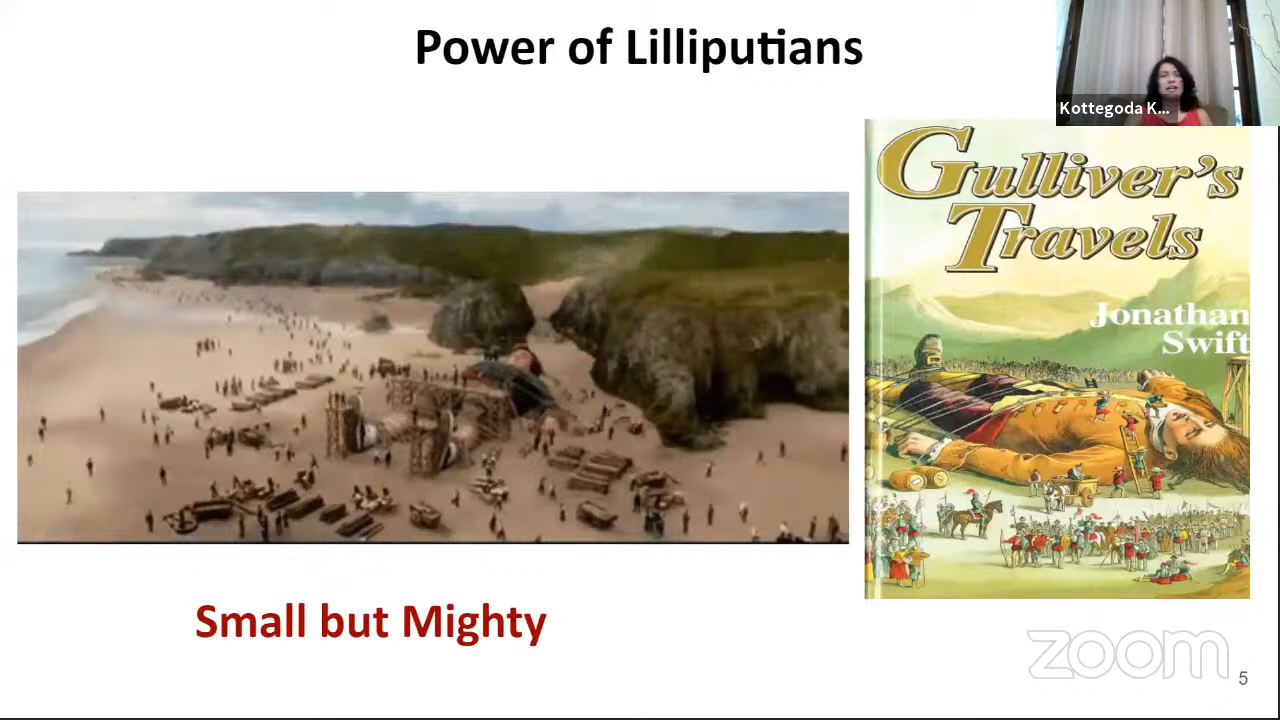 Power of Lilliputians
Kottegoda K...
Gulliver's
Travels
Jonathan
Swift
Small but Mighty
zoom
5